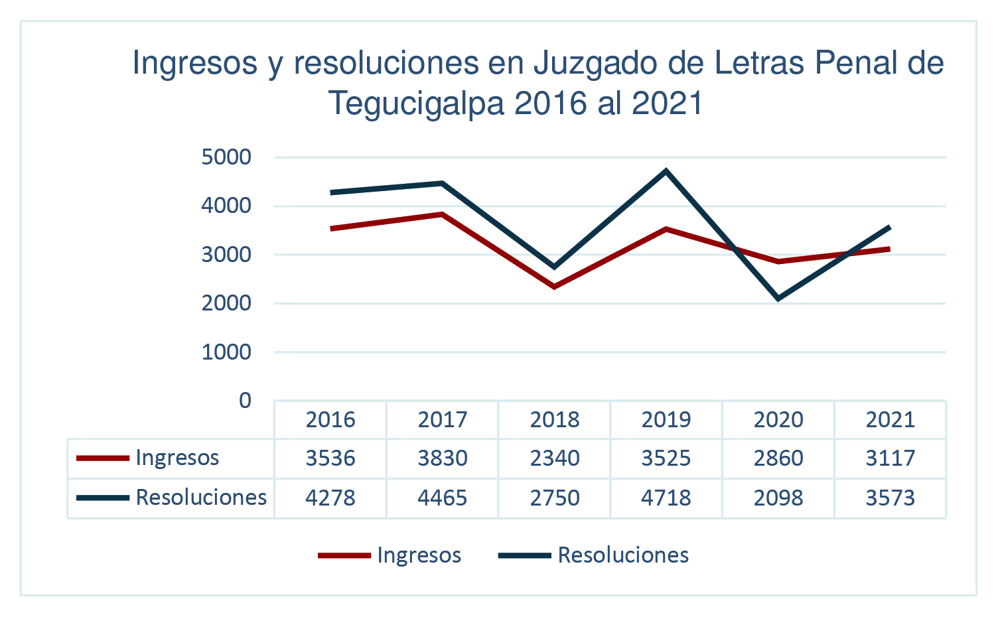 Ingresos y resoluciones en Juzgado de Letras Penal de
Tegucigalpa 2016 al 2021
5000
4000
3000
2000
1000
0
2016 2017 2018 2019 2020 2021
Ingresos 3536 3830 2340 3525 2860 3117
Resoluciones 4278 4465 2750 4718 2098 3573
Ingresos Resoluciones